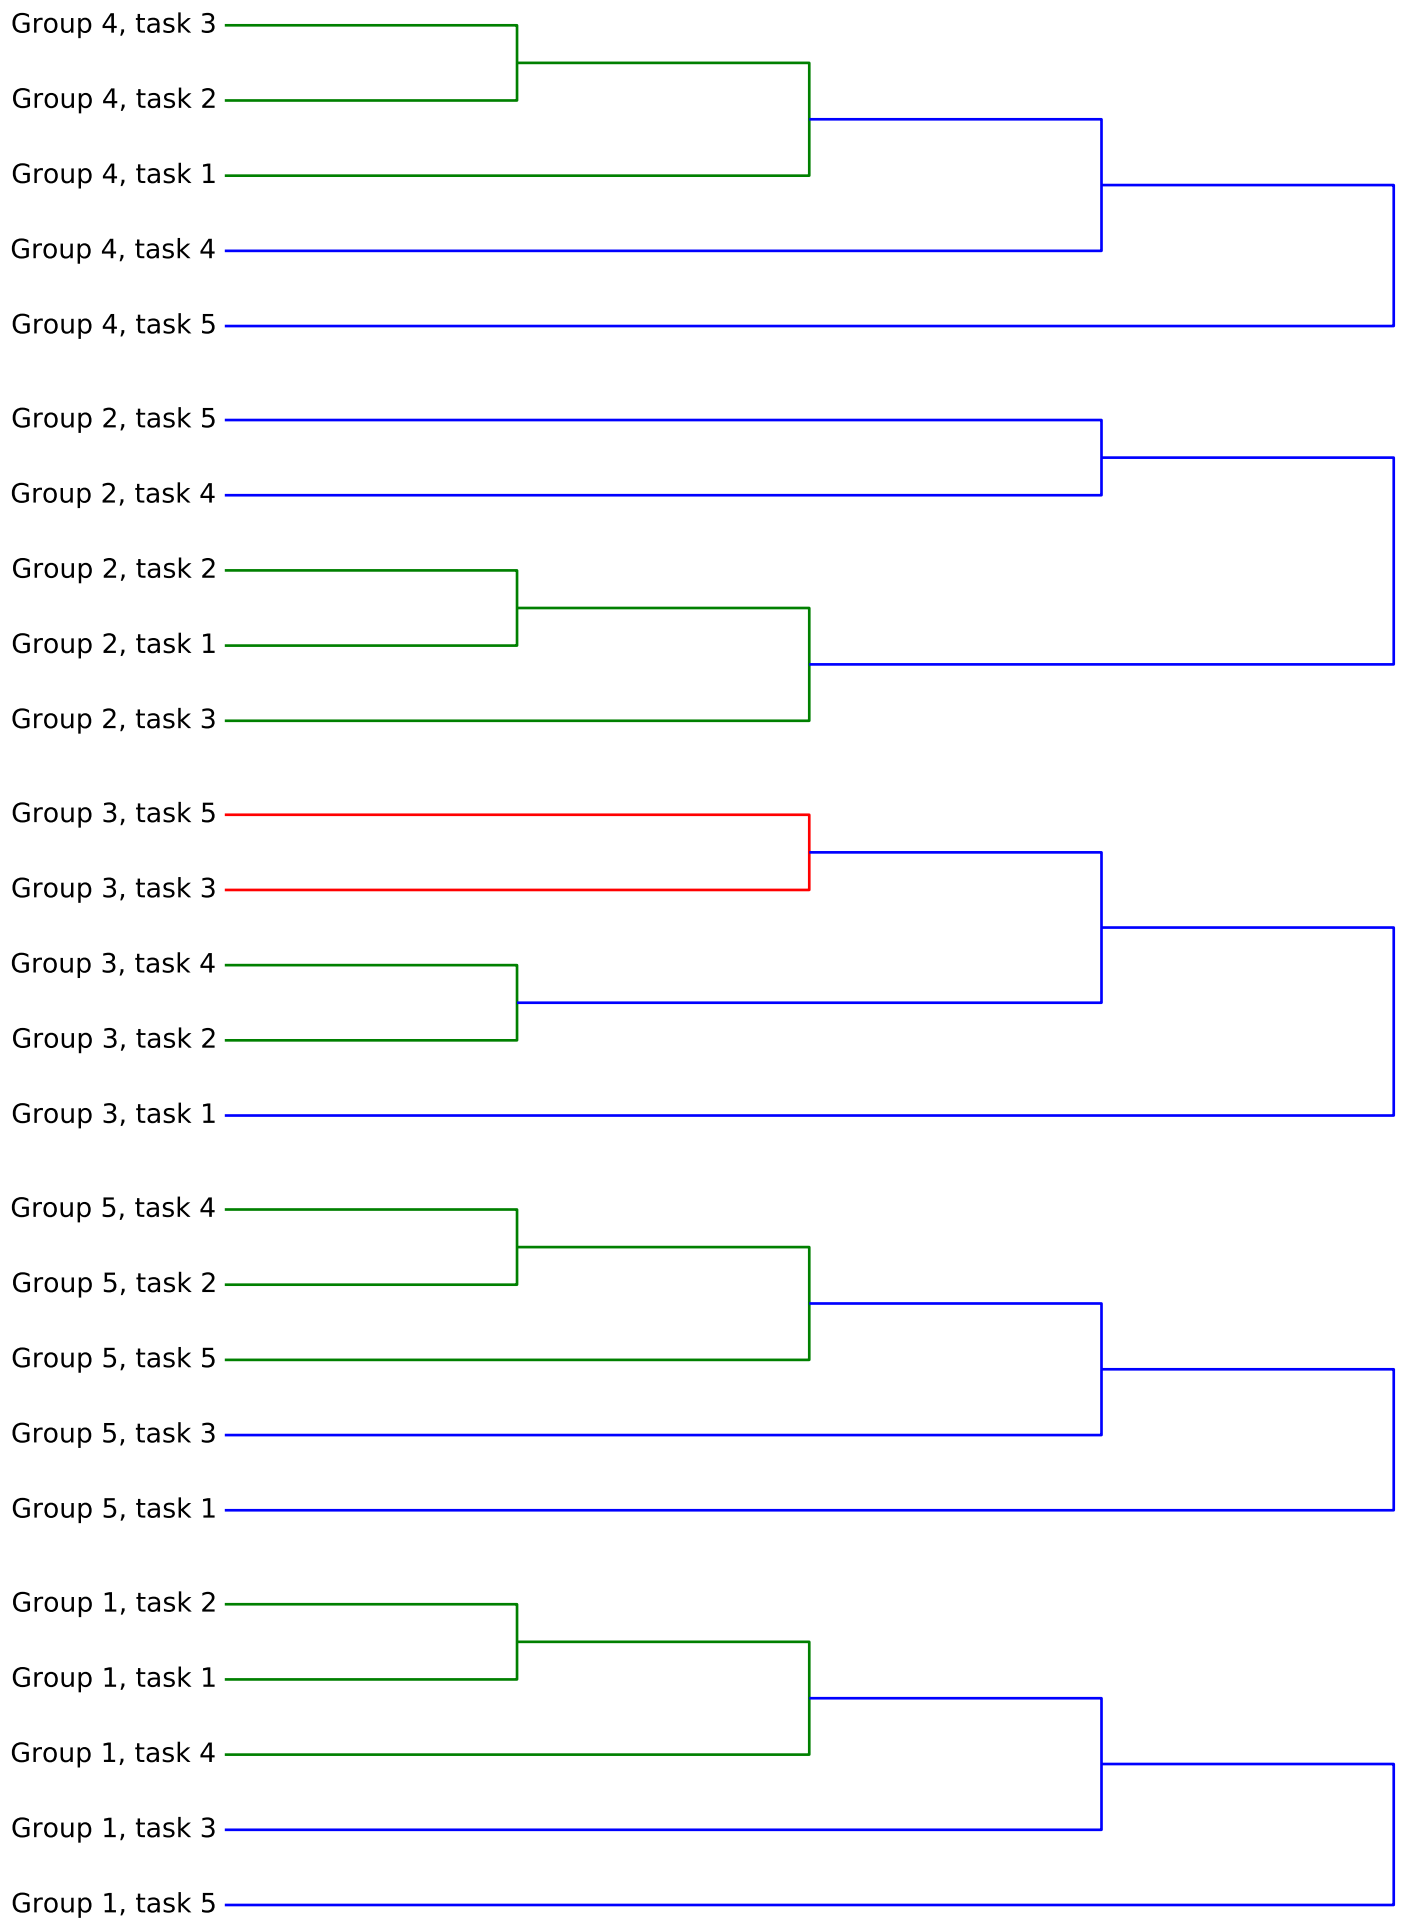 Group 4, task 3
Group 4, task 2
Group 4, task 1
Group 4, task 4
Group 4, task 5
Group 2, task 5
Group 2, task 4
Group 2, task 2
Group 2, task 1
Group 2, task 3
Group 3, task 5
Group 3, task 3
Group 3, task 4
Group 3, task 2
Group 3, task 1
Group 5, task 4
Group 5, task 2
Group 5, task 5
Group 5, task 3
Group 5, task 1
Group 1, task 2
Group 1, task 1
Group 1, task 4
Group 1, task 3
Group 1, task 5